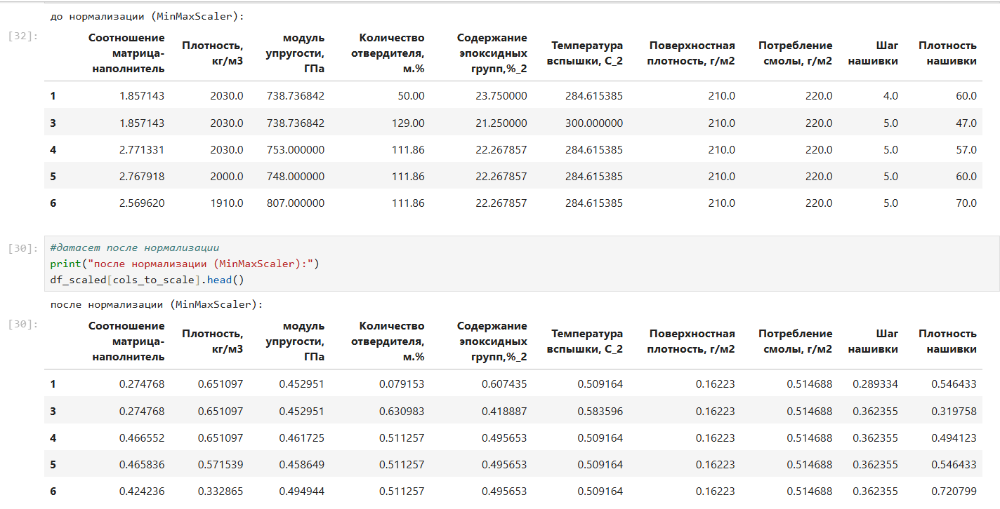 до нормализации (MinMaxScaler):
[32]:
Соотношение матрица-наполнитель Плотность, кг/м3 модуль упругости, ГПа Количество отвердителя, м.% Содержание эпоксидных групп,%_2 Температура вспышки, С_2 Поверхностная плотность, г/м2 Потребление смолы, г/м2 Шаг нашивки Плотность нашивки
1 1.857143 2030.0 738.736842 50.00 23.750000 284.615385 210.0 220.0 4.0 60.0
3 1.857143 2030.0 738.736842 129.00 21.250000 300.000000 210.0 220.0 5.0 47.0
4 2.771331 2030.0 753.000000 111.86 22.267857 284.615385 210.0 220.0 5.0 57.0
5 2.767918 2000.0 748.000000 111.86 22.267857 284.615385 210.0 220.0 5.0 60.0
6 2.569620 1910.0 807.000000 111.86 22.267857 284.615385 210.0 220.0 5.0 70.0
[30]: #датасет после нормализации
print("после нормализации (MinMaxScaler):")
df_scaled[cols_to_scale].head()
после нормализации (MinMaxScaler):
[30]:
Соотношение матрица-наполнитель Плотность, кг/м3 модуль упругости, ГПа Количество отвердителя, м.% Содержание эпоксидных групп,%_2 Температура вспышки, С_2 Поверхностная плотность, г/м2 Потребление смолы, г/м2 Шаг нашивки Плотность нашивки
1 0.274768 0.651097 0.452951 0.079153 0.607435 0.509164 0.16223 0.514688 0.289334 0.546433
3 0.274768 0.651097 0.452951 0.630983 0.418887 0.583596 0.16223 0.514688 0.362355 0.319758
4 0.466552 0.651097 0.461725 0.511257 0.495653 0.509164 0.16223 0.514688 0.362355 0.494123
5 0.465836 0.571539 0.458649 0.511257 0.495653 0.509164 0.16223 0.514688 0.362355 0.546433
6 0.424236 0.332865 0.494944 0.511257 0.495653 0.509164 0.16223 0.514688 0.362355 0.720799